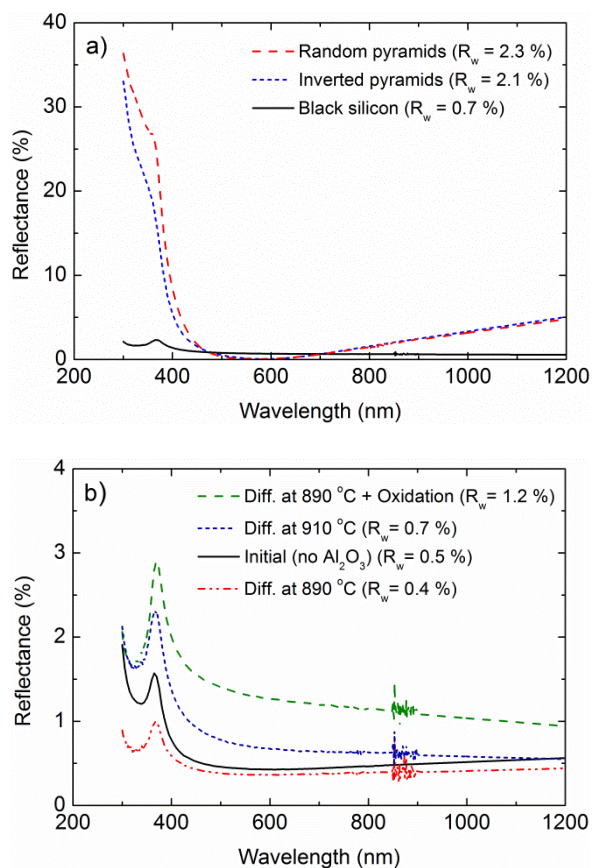 a)
Random pyramids (Rw = 2.3 %)
Inverted pyramids (Rw = 2.1 %)
Black silicon (Rw = 0.7 %)
Reflectance (%)
40
30
20
10
0
200 400 600 800 1000 1200
Wavelength (nm)
b)
Diff. at 890 °C + Oxidation (Rw= 1.2 %)
Diff. at 910 °C (Rw= 0.7 %)
Initial (no Al2O3) (Rw= 0.5 %)
Diff. at 890 °C (Rw= 0.4 %)
Reflectance (%)
4
3
2
1
0
200 400 600 800 1000 1200
Wavelength (nm)